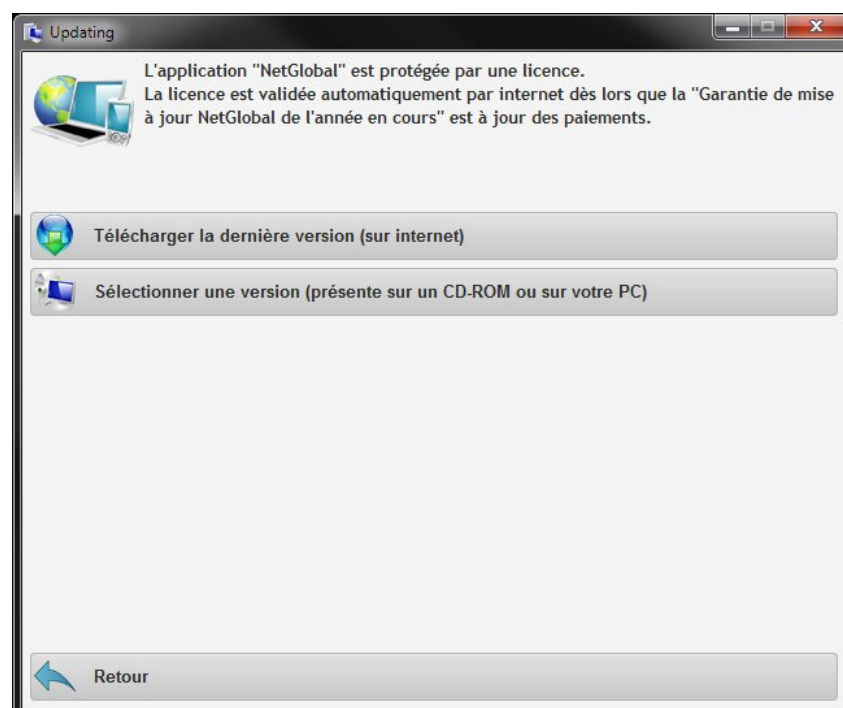 Updating
L'application "NetGlobal" est protégée par une licence.
La licence est validée automatiquement par internet dès lors que la "Garantie de mise
à jour NetGlobal de l'année en cours" est à jour des paiements.
Télécharger la dernière version (sur internet)
Sélectionner une version (présente sur un CD-ROM ou sur votre PC)
Retour